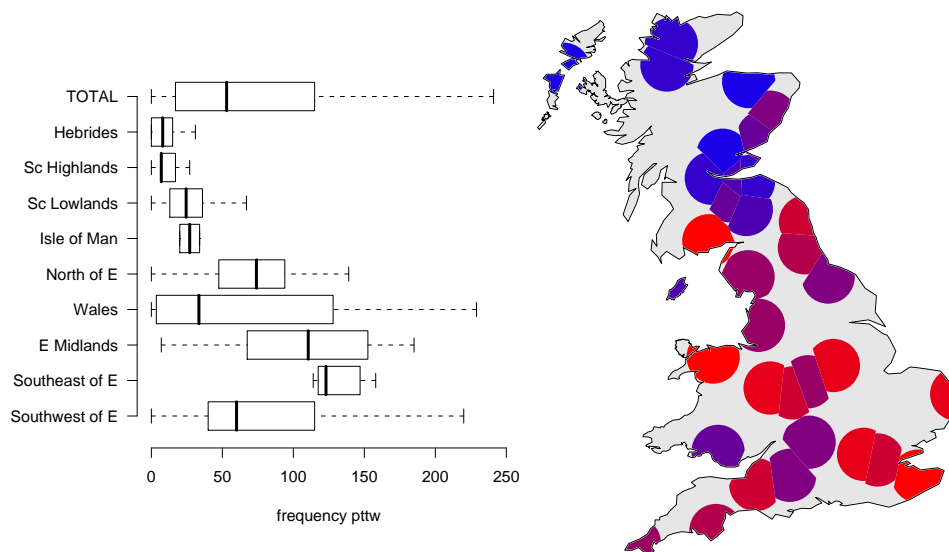 TOTAL
Hebrides
Sc Highlands
Sc Lowlands
Isle of Man
North of E
Wales
E Midlands
Southeast of E
Southwest of E
0 50 100 150 200 250
frequency pttw